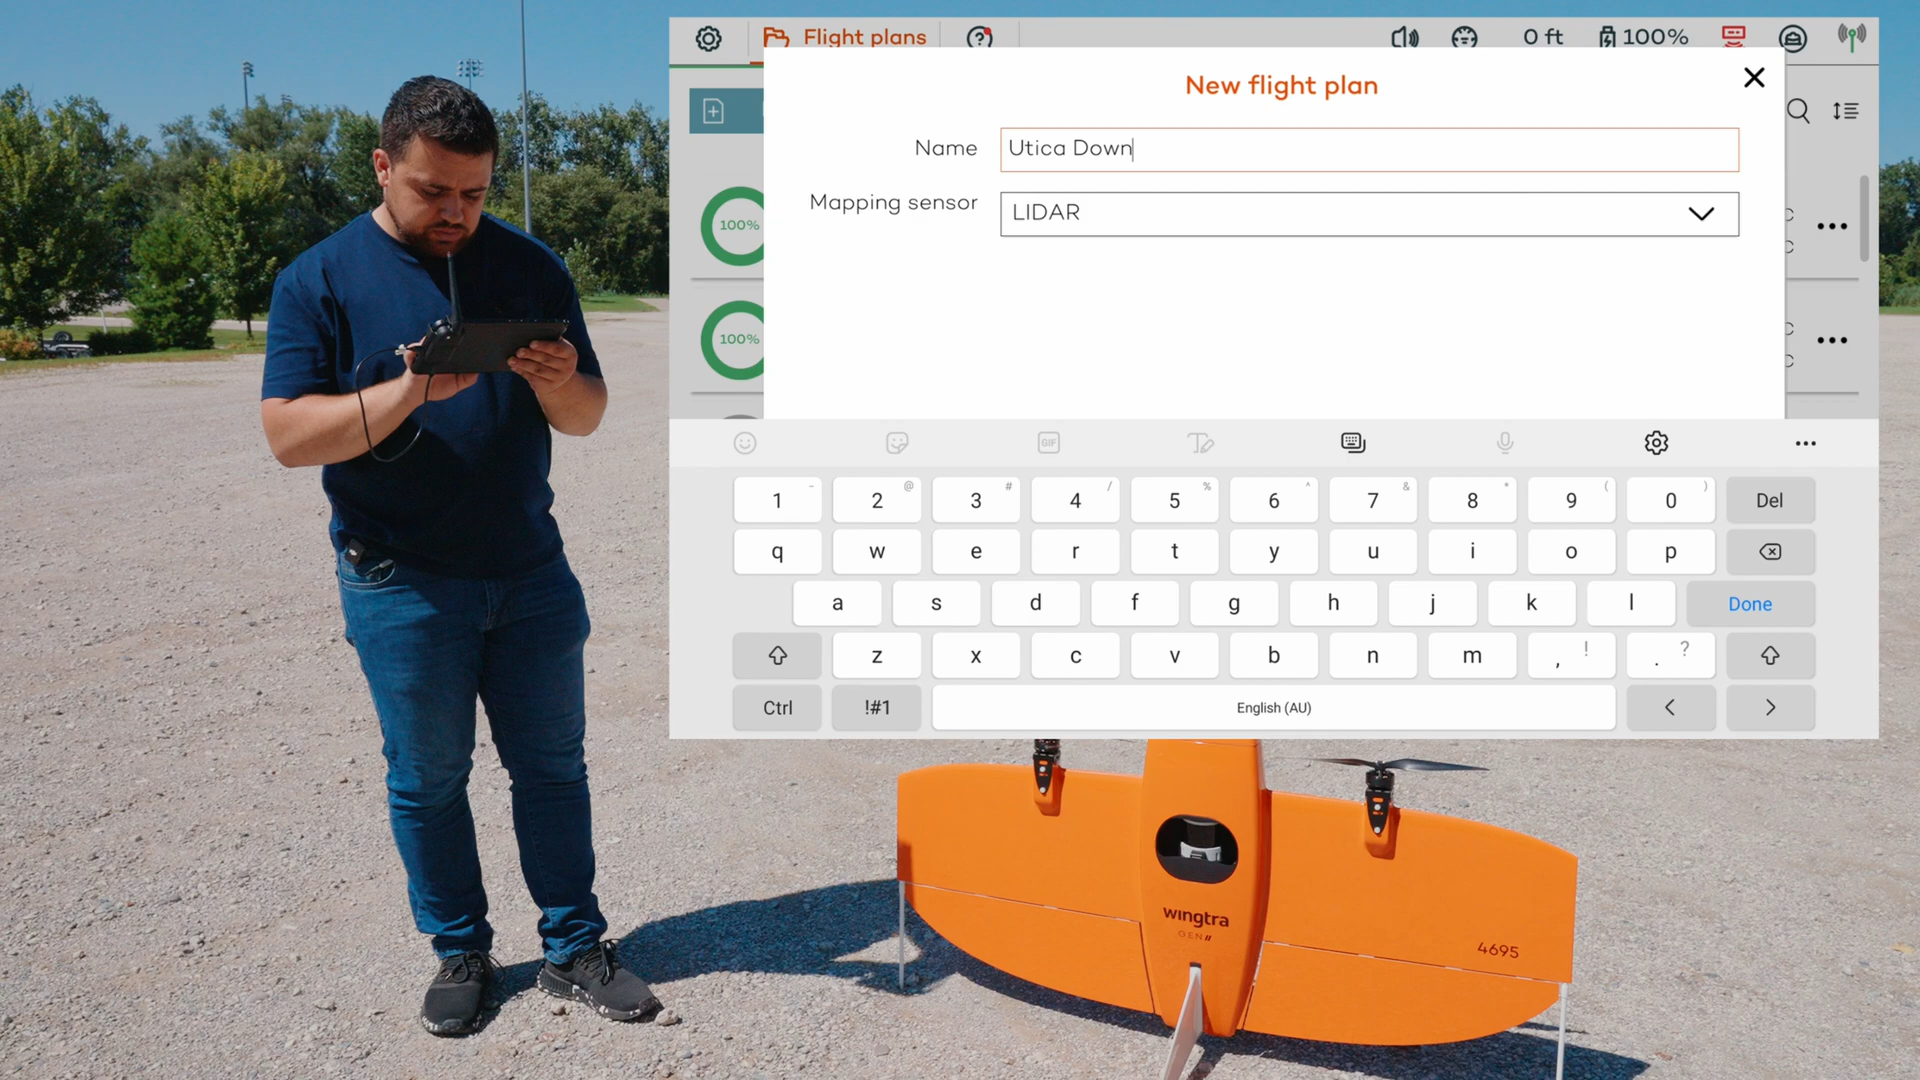 Flight plans
0 ft
100%
New flight plan
Name
Utica Down
Mapping sensor
LIDAR
100%
100%
GIF
1 - 2 @ 3 # 4 / 5 % 6 ^ 7 & 8 * 9 ( 0 ) Del
q w e r t y u i o p
a s d f g h j k l Done
z x c v b n m , ! . ?
Ctrl !#1 English (AU) < >
wingtra
GEN II
4695